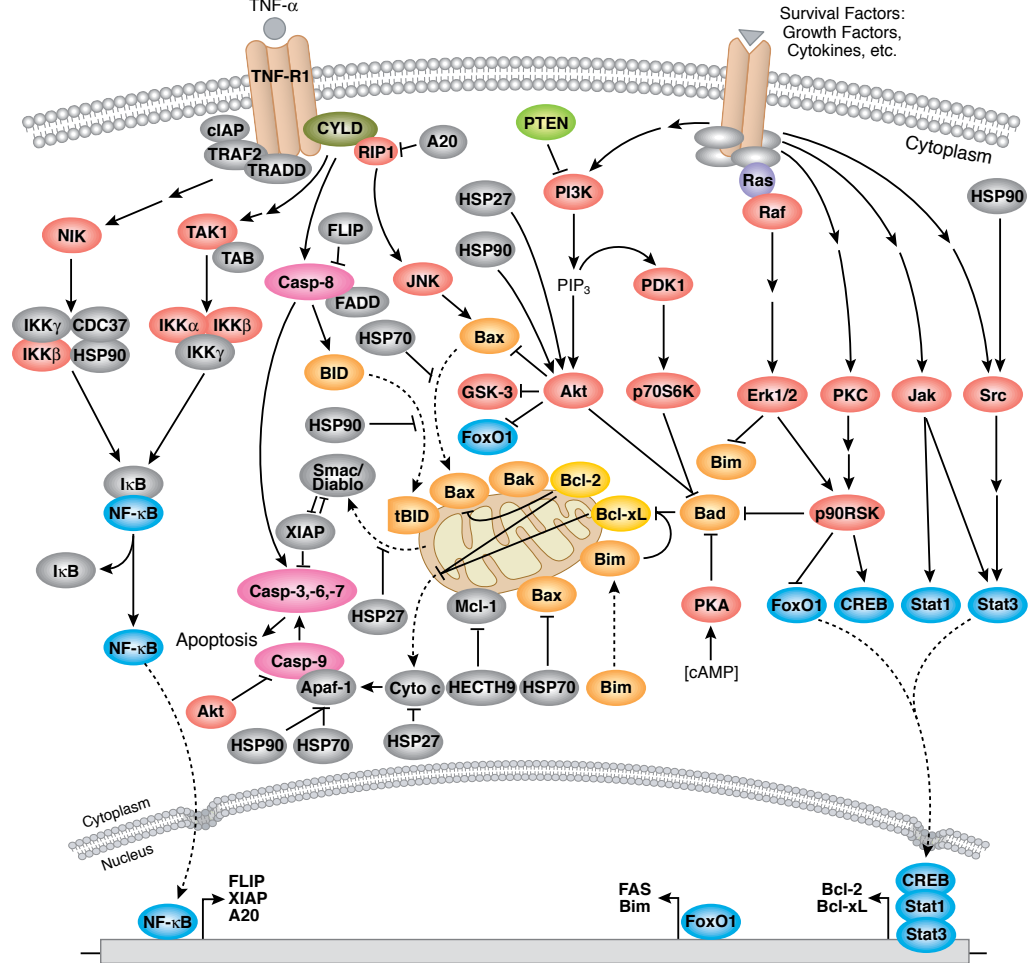 TNF-α
Survival Factors:
Growth Factors,
Cytokines, etc.
TNF-R1
cIAP
CYLD
PTEN
TRAF2
RIP1
A20
Cytoplasm
TRADD
Ras
PI3K
HSP27
HSP90
Raf
NIK
TAK1
FLIP
TAB
HSP90
Casp-8
JNK
PIP3
PDK1
FADD
IKKγ
CDC37
IKKα
IKKβ
HSP70
Bax
IKKβ
HSP90
IKKγ
BID
GSK-3
Akt
p70S6K
Erk1/2
PKC
Jak
Src
HSP90
FoxO1
Bim
Smac/
Diablo
IκB
Bak
Bcl-2
Bax
NF-κB
tBID
Bcl-xL
Bad
p90RSK
XIAP
Bim
IκB
Casp-3,-6,-7
Mcl-1
Bax
PKA
FoxO1
CREB
Stat1
Stat3
HSP27
Apoptosis
NF-κB
Casp-9
[cAMP]
Apaf-1
Cyto c
HECTH9
HSP70
Bim
Akt
HSP90
HSP70
HSP27
Cytoplasm
Nucleus
FLIP
XIAP
A20
FAS
Bim
Bcl-2
Bcl-xL
CREB
Stat1
NF-κB
FoxO1
Stat3